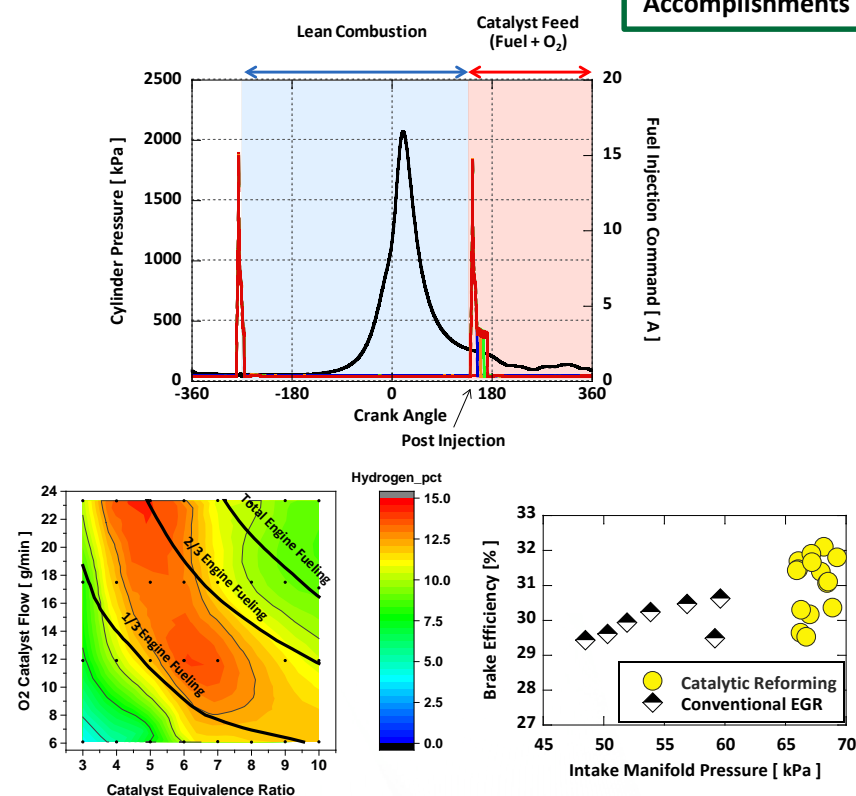 Accomplishments
Lean Combustion
Catalyst Feed
(Fuel + O2)
2500
2000
1500
1000
500
0
Cylinder Pressure [ kPa ]
20
15
10
5
0
Fuel Injection Command [ A ]
-360
-180
0
180
360
Crank Angle
Post Injection
24
22
20
18
16
14
12
10
8
6
O2 Catalyst Flow [ g/min ]
Total Engine Fueling
2/3 Engine Fueling
1/3 Engine Fueling
3 4 5 6 7 8 9 10
Catalyst Equivalence Ratio
Hydrogen_pct
15.0
12.5
10.0
7.5
5.0
2.5
0.0
33
32
31
30
29
28
27
Brake Efficiency [% ]
Catalytic Reforming
Conventional EGR
45 50 55 60 65 70
Intake Manifold Pressure [ kPa ]